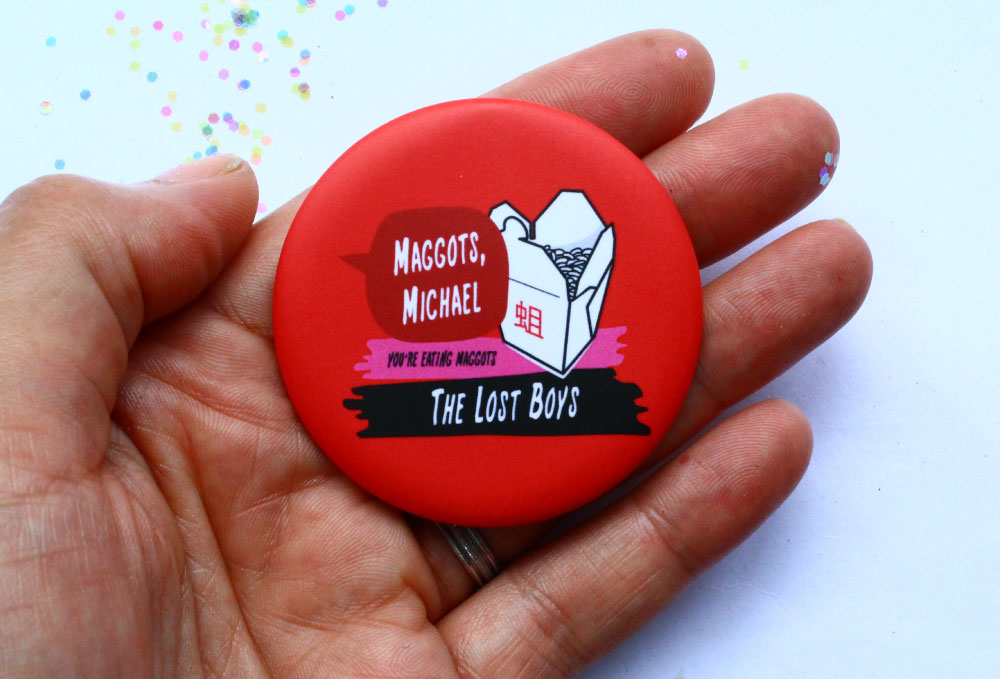 MAGGOTS,
MICHAEL
蛆
YOU'RE EATING MAGGOTS
THE LOST BOYS